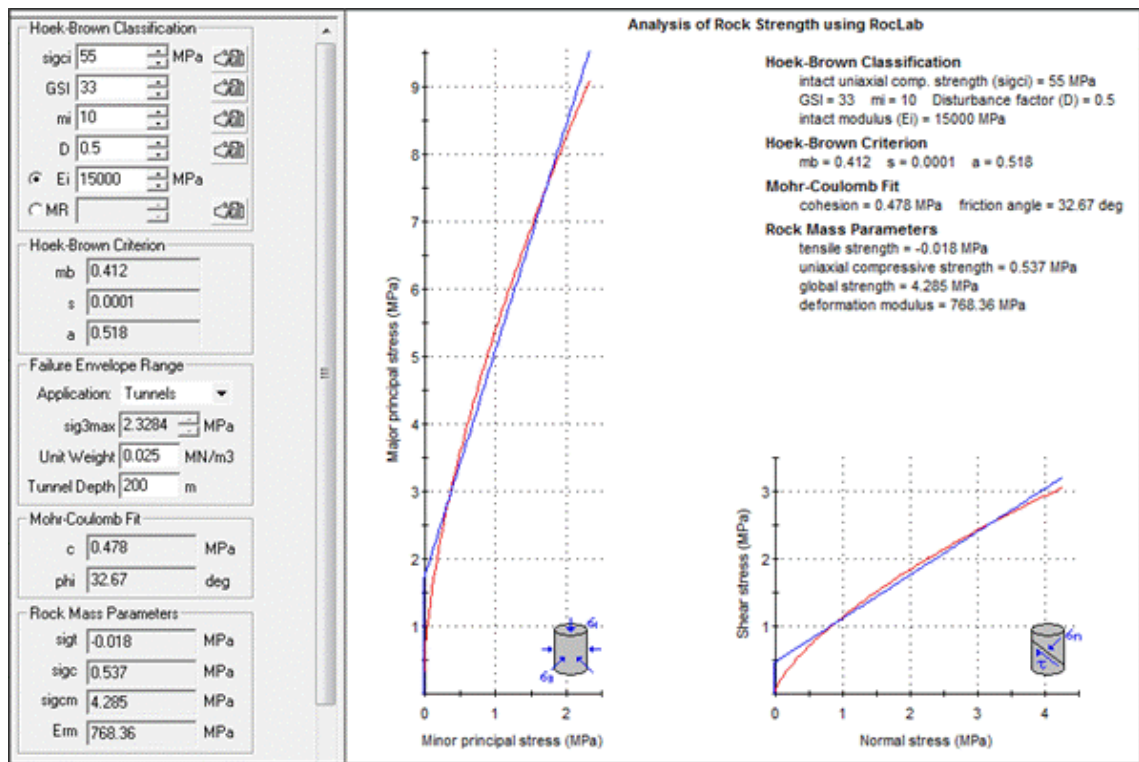 Hoek-Brown Classification
sigci 55 MPa
GSI 33
mi 10
D 0.5
Ei 15000 MPa
MR
Hoek-Brown Criterion
mb 0.412
s 0.0001
a 0.518
Failure Envelope Range
Application: Tunnels
sig3max 2.3284 MPa
Unit Weight 0.025 MN/m3
Tunnel Depth 200 m
Mohr-Coulomb Fit
c 0.478 MPa
phi 32.67 deg
Rock Mass Parameters
sigt -0.018 MPa
sigc 0.537 MPa
sigcm 4.285 MPa
Erm 768.36 MPa
Analysis of Rock Strength using RocLab
Hoek-Brown Classification
intact uniaxial comp. strength (sigci) = 55 MPa
GSI = 33 mi = 10 Disturbance factor (D) = 0.5
intact modulus (Ei) = 15000 MPa
Hoek-Brown Criterion
mb = 0.412 s = 0.0001 a = 0.518
Mohr-Coulomb Fit
cohesion = 0.478 MPa friction angle = 32.67 deg
Rock Mass Parameters
tensile strength = -0.018 MPa
uniaxial compressive strength = 0.537 MPa
global strength = 4.285 MPa
deformation modulus = 768.36 MPa
Major principal stress (MPa)
9
8
7
6
5
4
3
2
1
0 1 2
Minor principal stress (MPa)
σ1
σ3
Shear stress (MPa)
3
2
1
0 1 2 3 4
Normal stress (MPa)
σn
τ